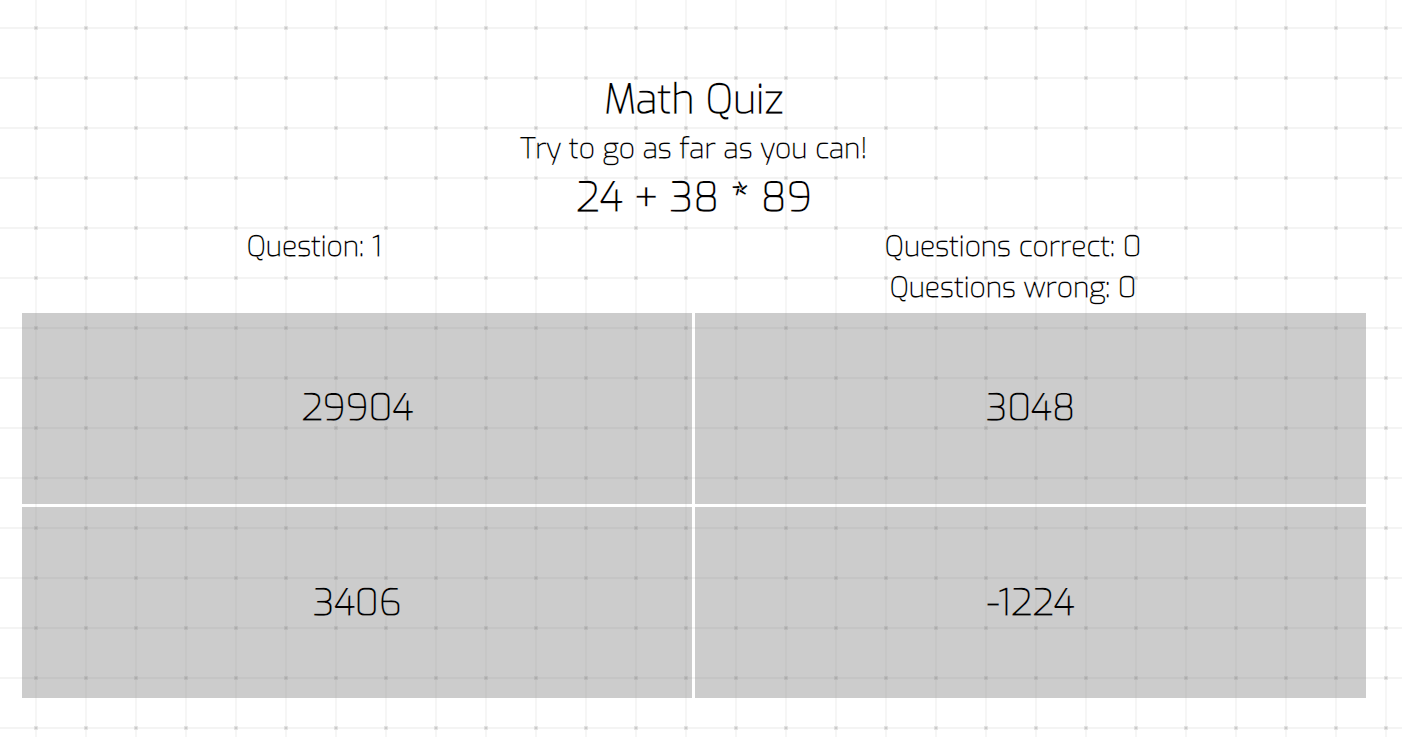 Math Quiz
Try to go as far as you can!
24 + 38 * 89
Question: 1
Questions correct: 0
Questions wrong: 0
29904
3048
3406
-1224